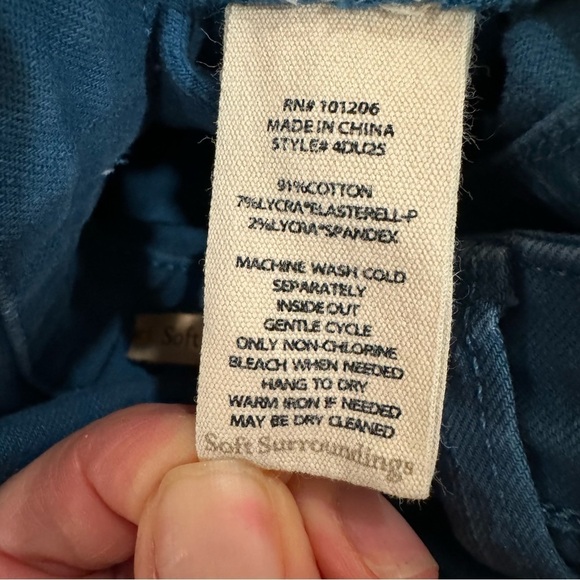 RN# 101206
MADE IN CHINA
STYLE# 4DU25
91%COTTON
7%LYCRA®ELASTERELL-P
2%LYCRA®SPANDEX
MACHINE WASH COLD
SEPARATELY
INSIDE OUT
GENTLE CYCLE
ONLY NON-CHLORINE
BLEACH WHEN NEEDED
HANG TO DRY
WARM IRON IF NEEDED
MAY BE DRY CLEANED
Soft Surroundings
Soft